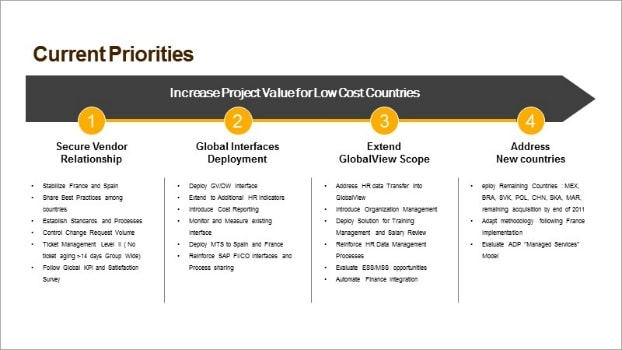 Current Priorities
Increase Project Value for Low Cost Countries
1
2
3
4
Secure Vendor
Relationship
Global Interfaces
Deployment
Extend
GlobalView Scope
Address
New countries
• Stabilize France and Spain
• Share Best Practices among
countries
• Establish Standards and Processes
• Control Change Request Volume
• Ticket Management Level II ( No
ticket aging >14 days Group Wide)
• Follow Global KPI and Satisfaction
Survey
• Deploy GV/GW interface
• Extend to Additional HR indicators
• Introduce Cost Reporting
• Monitor and Measure existing
interface
• Deploy MTS to Spain and France
• Reinforce SAP FI/CO interfaces and
Process sharing
• Address HR data Transfer into
GlobalView
• Introduce Organization Management
• Deploy Solution for Training
Management and Salary Review
• Reinforce HR Data Management
Processes
• Evaluate ESS/MSS opportunities
• Automate Finance integration
• eploy Remaining Countries : MEX,
BRA, SVK, POL, CHN, SKA, MAR,
remaining acquisition by end of 2011
• Adapt methodology following France
implementation
• Evaluate ADP "Managed Services"
Model